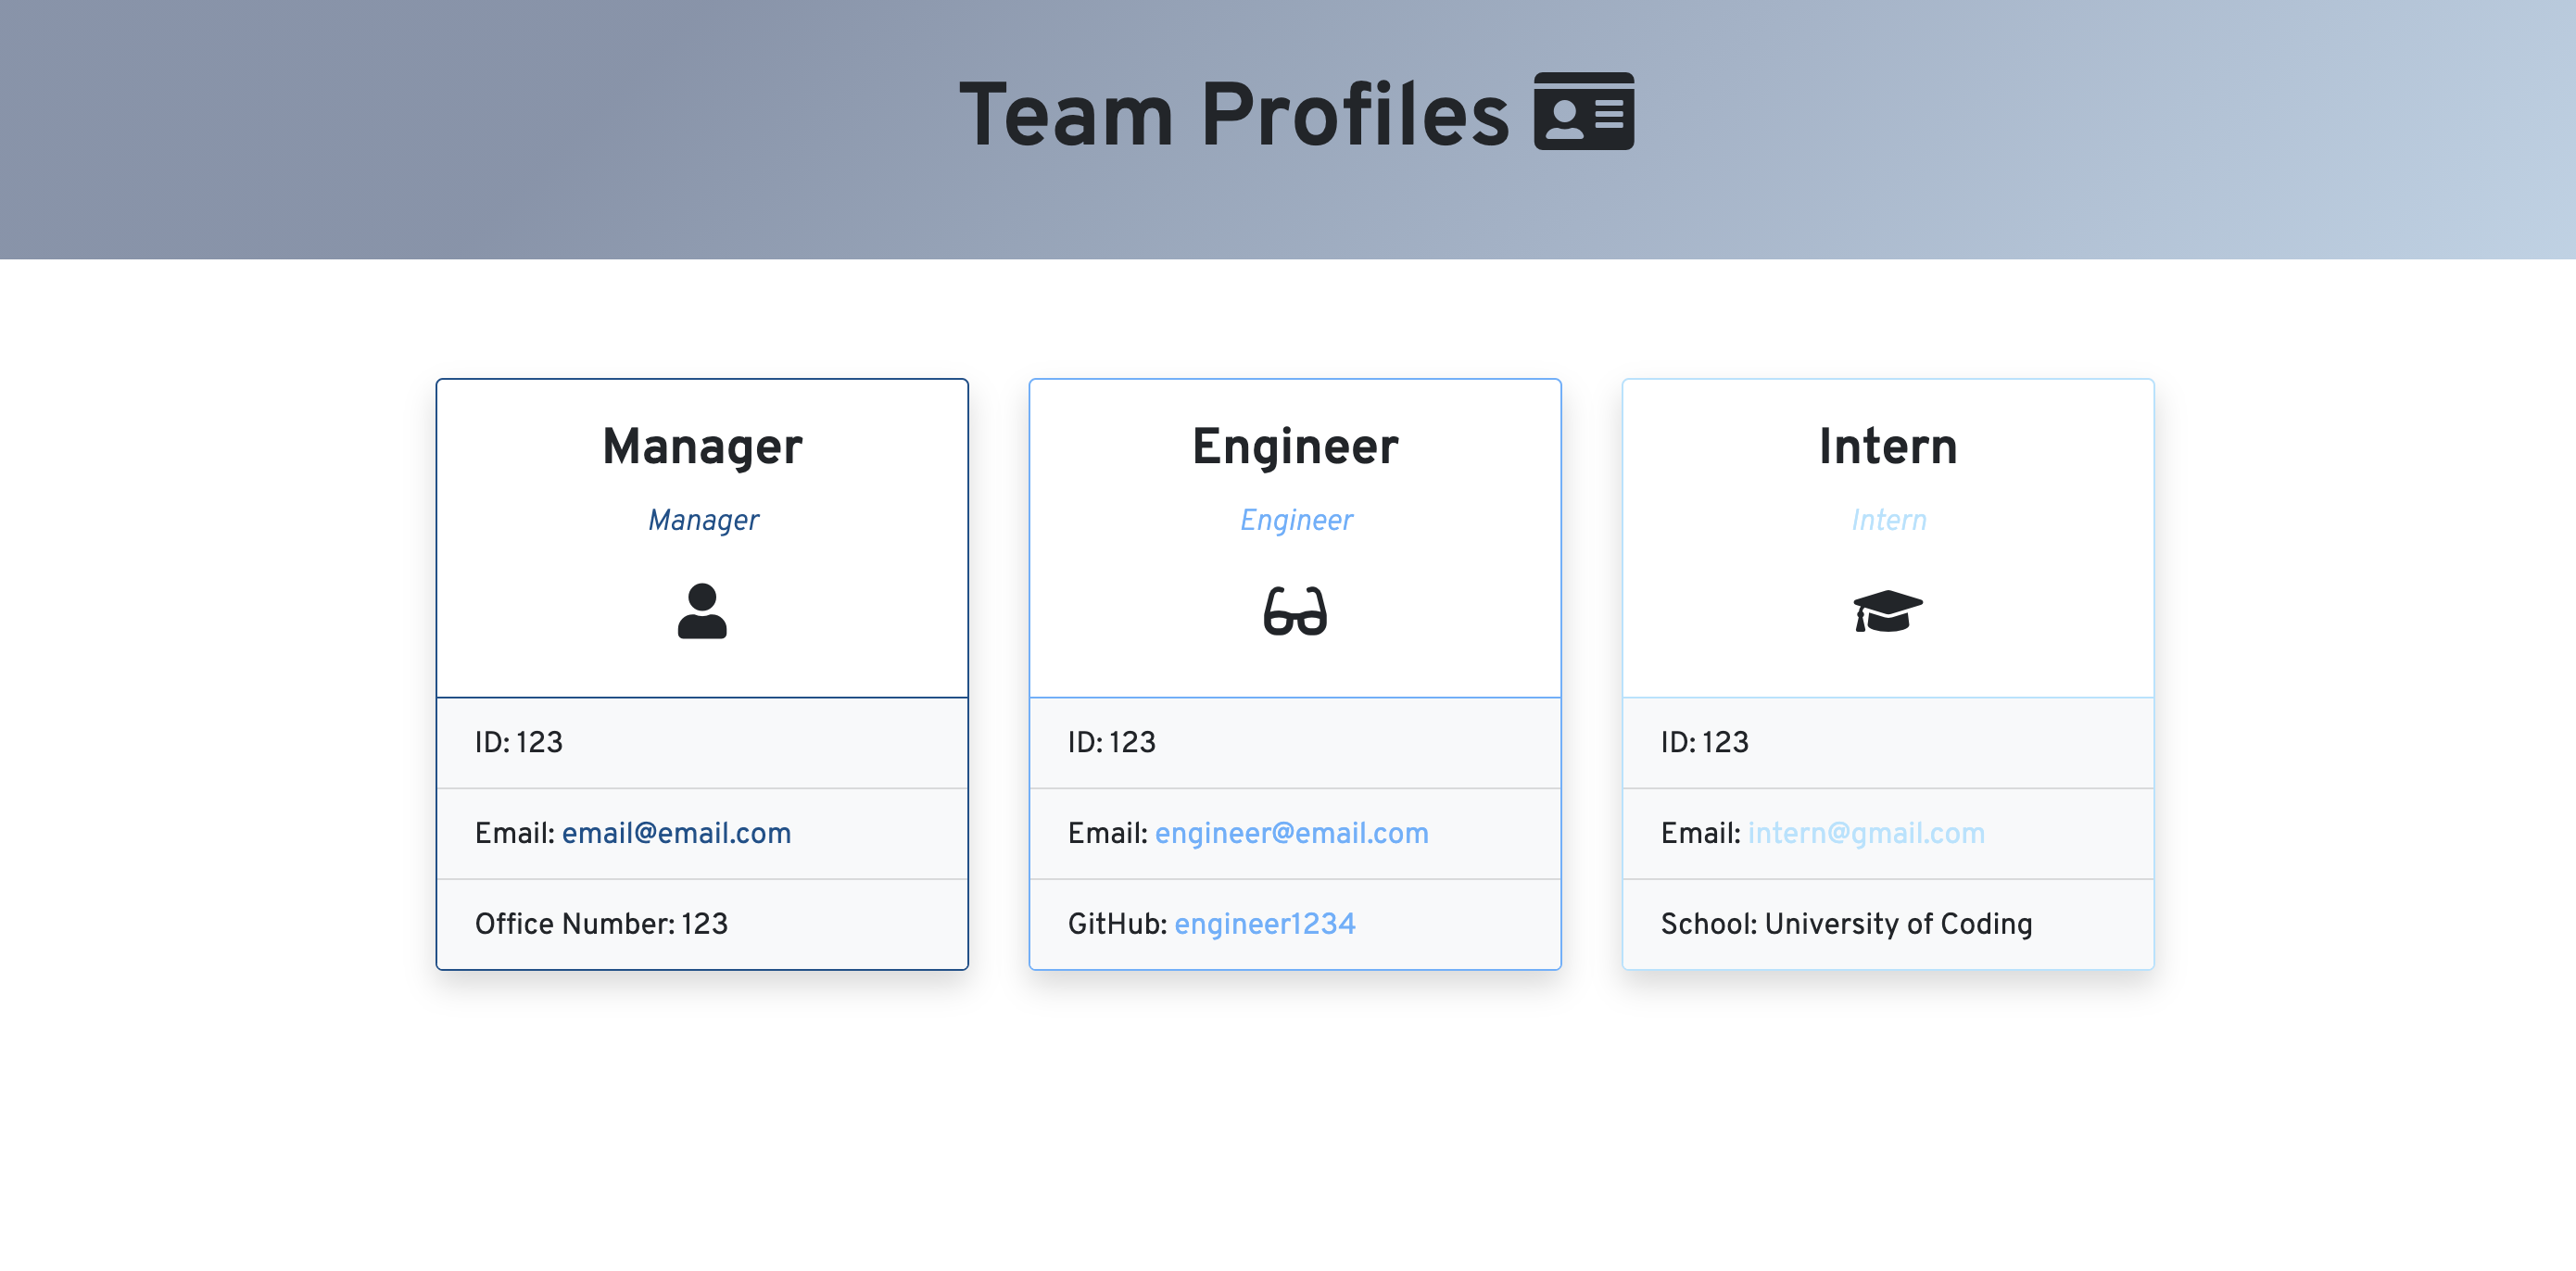 Team Profiles
Manager
Manager
ID: 123
Email: email@email.com
Office Number: 123
Engineer
Engineer
ID: 123
Email: engineer@email.com
GitHub: engineer1234
Intern
Intern
ID: 123
Email: intern@gmail.com
School: University of Coding